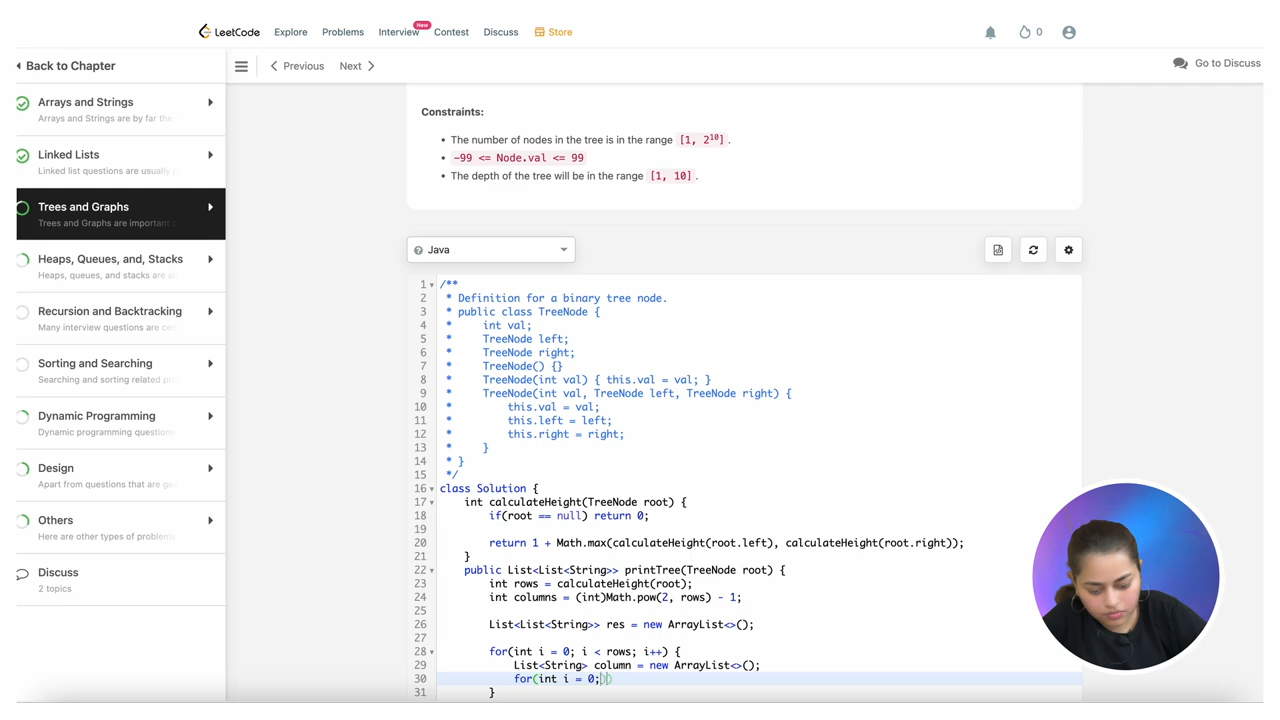 LeetCode Explore Problems Interview New Contest Discuss Store 0
Back to Chapter Previous Next Go to Discuss
Arrays and Strings
Arrays and Strings are by far the
Linked Lists
Linked list questions are usually
Trees and Graphs
Trees and Graphs are important
Heaps, Queues, and, Stacks
Heaps, queues, and stacks are
Recursion and Backtracking
Many interview questions are
Sorting and Searching
Searching and sorting related
Dynamic Programming
Dynamic programming
Design
Apart from questions that are
Others
Here are other types of
Discuss
2 topics
Constraints:
• The number of nodes in the tree is in the range [1, 2¹⁰] .
• -99 <= Node.val <= 99
• The depth of the tree will be in the range [1, 10] .
Java
1 /**
2  * Definition for a binary tree node.
3  * public class TreeNode {
4  *     int val;
5  *     TreeNode left;
6  *     TreeNode right;
7  *     TreeNode() {}
8  *     TreeNode(int val) { this.val = val; }
9  *     TreeNode(int val, TreeNode left, TreeNode right) {
10  *         this.val = val;
11  *         this.left = left;
12  *         this.right = right;
13  *     }
14  * }
15  */
16 class Solution {
17     int calculateHeight(TreeNode root) {
18         if(root == null) return 0;
19
20         return 1 + Math.max(calculateHeight(root.left), calculateHeight(root.right));
21     }
22     public List<List<String>> printTree(TreeNode root) {
23         int rows = calculateHeight(root);
24         int columns = (int)Math.pow(2, rows) - 1;
25
26         List<List<String>> res = new ArrayList<>();
27
28         for(int i = 0; i < rows; i++) {
29             List<String> column = new ArrayList<>();
30             for(int i = 0;))
31         }